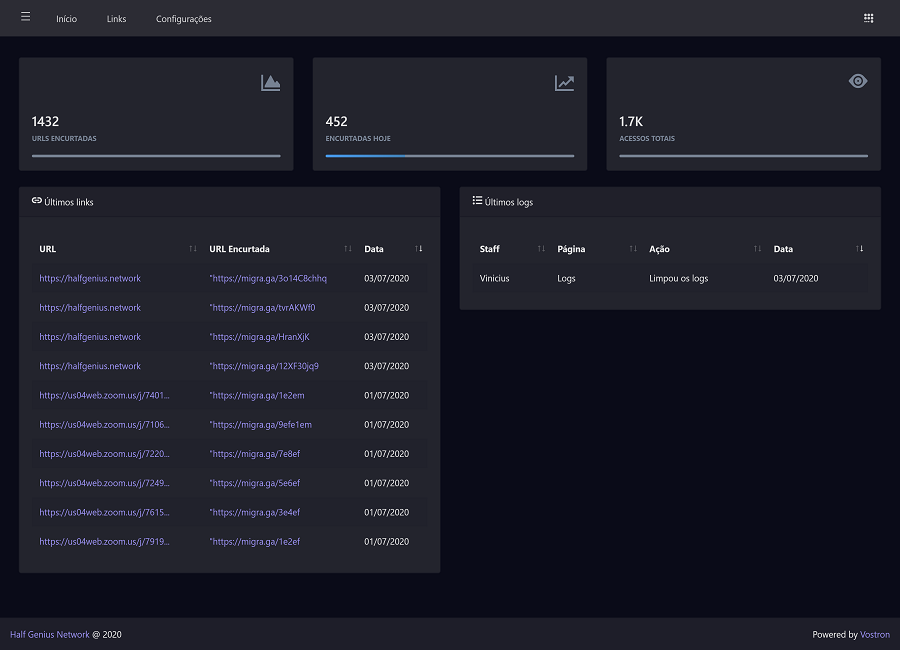 Início Links Configurações
1432
URLS ENCURTADAS
452
ENCURTADAS HOJE
1.7K
ACESSOS TOTAIS
Últimos links
URL URL Encurtada Data
https://halfgenius.network "https://migra.ga/3o14C8chhq 03/07/2020
https://halfgenius.network "https://migra.ga/tvrAKWf0 03/07/2020
https://halfgenius.network "https://migra.ga/HranXjK 03/07/2020
https://halfgenius.network "https://migra.ga/12XF30jq9 03/07/2020
https://us04web.zoom.us/j/7401... "https://migra.ga/1e2em 01/07/2020
https://us04web.zoom.us/j/7106... "https://migra.ga/9efe1em 01/07/2020
https://us04web.zoom.us/j/7220... "https://migra.ga/7e8ef 01/07/2020
https://us04web.zoom.us/j/7249... "https://migra.ga/5e6ef 01/07/2020
https://us04web.zoom.us/j/7615... "https://migra.ga/3e4ef 01/07/2020
https://us04web.zoom.us/j/7919... "https://migra.ga/1e2ef 01/07/2020
Últimos logs
Staff Página Ação Data
Vinicius Logs Limpou os logs 03/07/2020
Half Genius Network @ 2020
Powered by Vostron